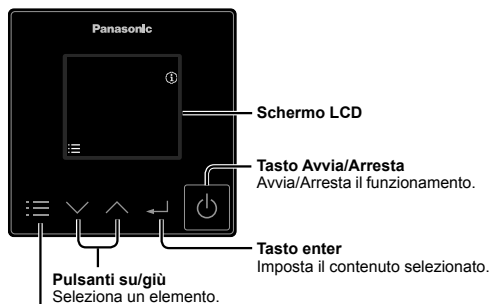 Panasonic
Schermo LCD
Tasto Avvia/Arresta
Avvia/Arresta il funzionamento.
Tasto enter
Imposta il contenuto selezionato.
Pulsanti su/giù
Seleziona un elemento.